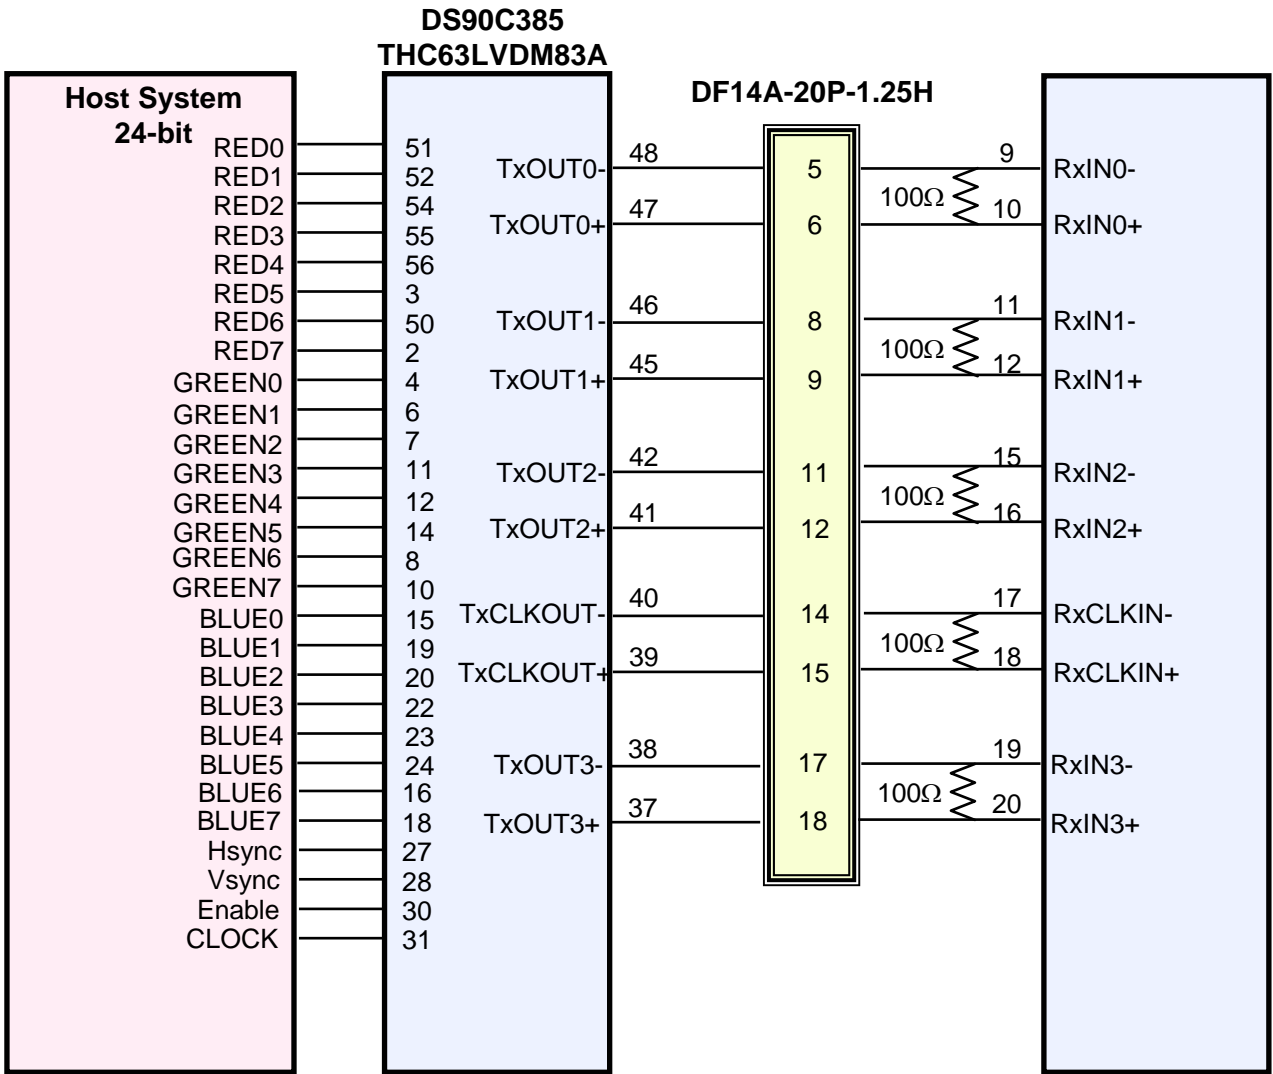 DS90C385
THC63LVDM83A
Host System
24-bit
DF14A-20P-1.25H
RED0 51
RED1 52
RED2 54
RED3 55
RED4 56
RED5 3
RED6 50
RED7 2
GREEN0 4
GREEN1 6
GREEN2 7
GREEN3 11
GREEN4 12
GREEN5 14
GREEN6 8
GREEN7 10
BLUE0 15
BLUE1 19
BLUE2 20
BLUE3 22
BLUE4 23
BLUE5 24
BLUE6 16
BLUE7 18
Hsync 27
Vsync 28
Enable 30
CLOCK 31
TxOUT0- 48 5 9 RxIN0-
100Ω
TxOUT0+ 47 6 10 RxIN0+
TxOUT1- 46 8 11 RxIN1-
100Ω
TxOUT1+ 45 9 12 RxIN1+
TxOUT2- 42 11 15 RxIN2-
100Ω
TxOUT2+ 41 12 16 RxIN2+
TxCLKOUT- 40 14 17 RxCLKIN-
100Ω
TxCLKOUT+ 39 15 18 RxCLKIN+
TxOUT3- 38 17 19 RxIN3-
100Ω
TxOUT3+ 37 18 20 RxIN3+